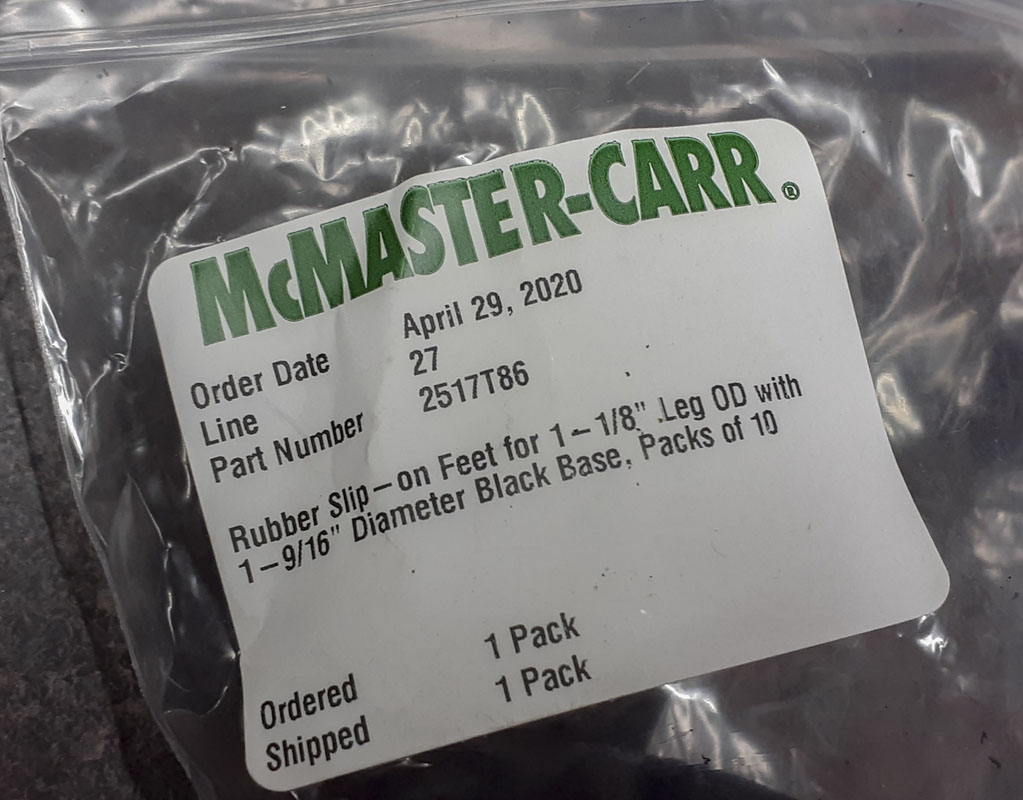 McMASTER-CARR®
Order Date April 29, 2020
Line 27
Part Number 2517T86
Rubber Slip-on Feet for 1-1/8" Leg OD with
1-9/16" Diameter Black Base, Packs of 10
Ordered 1 Pack
Shipped 1 Pack